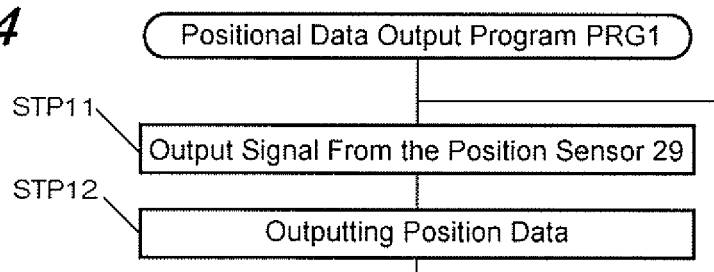 4
Positional Data Output Program PRG1
STP11
Output Signal From the Position Sensor 29
STP12
Outputting Position Data